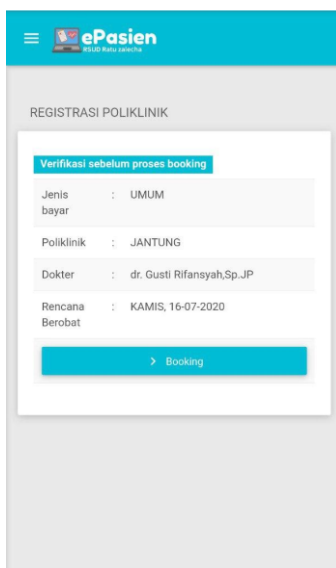 ePasien
RSUD Ratu zalecha
REGISTRASI POLIKLINIK
Verifikasi sebelum proses booking
Jenis bayar : UMUM
Poliklinik : JANTUNG
Dokter : dr. Gusti Rifansyah,Sp.JP
Rencana Berobat : KAMIS, 16-07-2020
> Booking